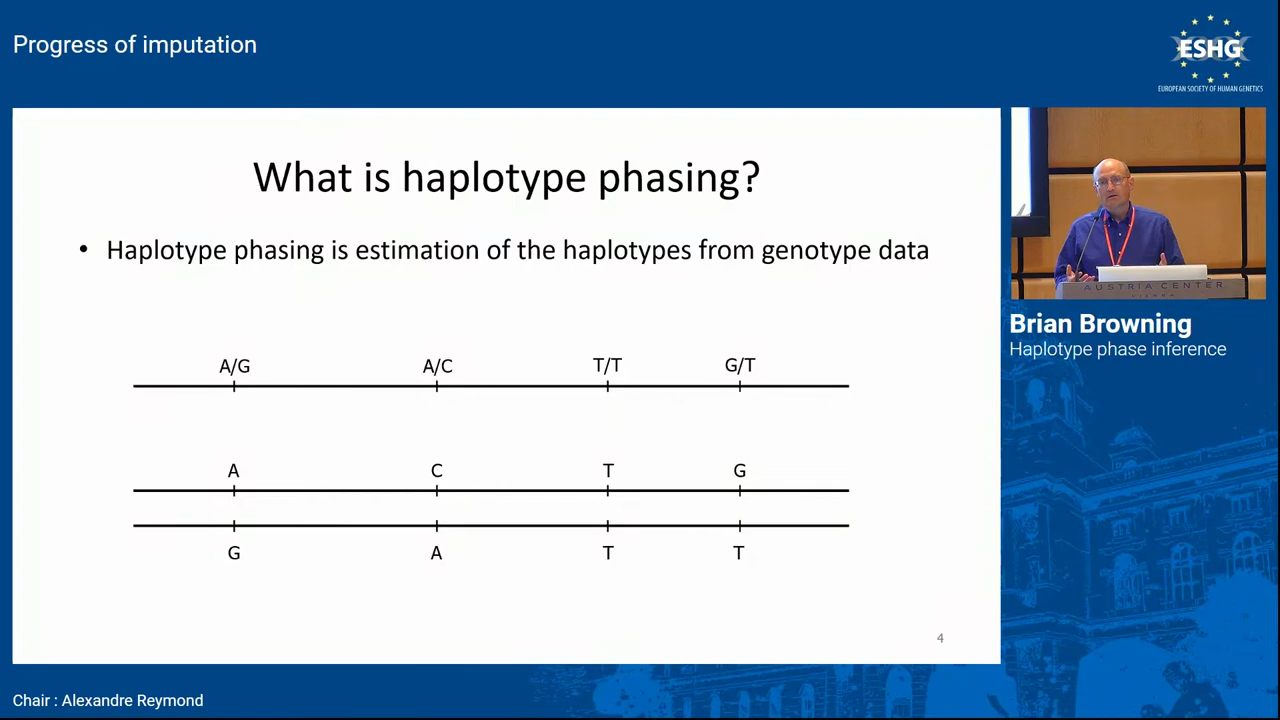 Progress of imputation
ESHG
EUROPEAN SOCIETY OF HUMAN GENETICS
What is haplotype phasing?
• Haplotype phasing is estimation of the haplotypes from genotype data
A/G A/C T/T G/T
A C T G
G A T T
4
AUSTRIA CENTER
VIENNA
Brian Browning
Haplotype phase inference
Chair : Alexandre Reymond